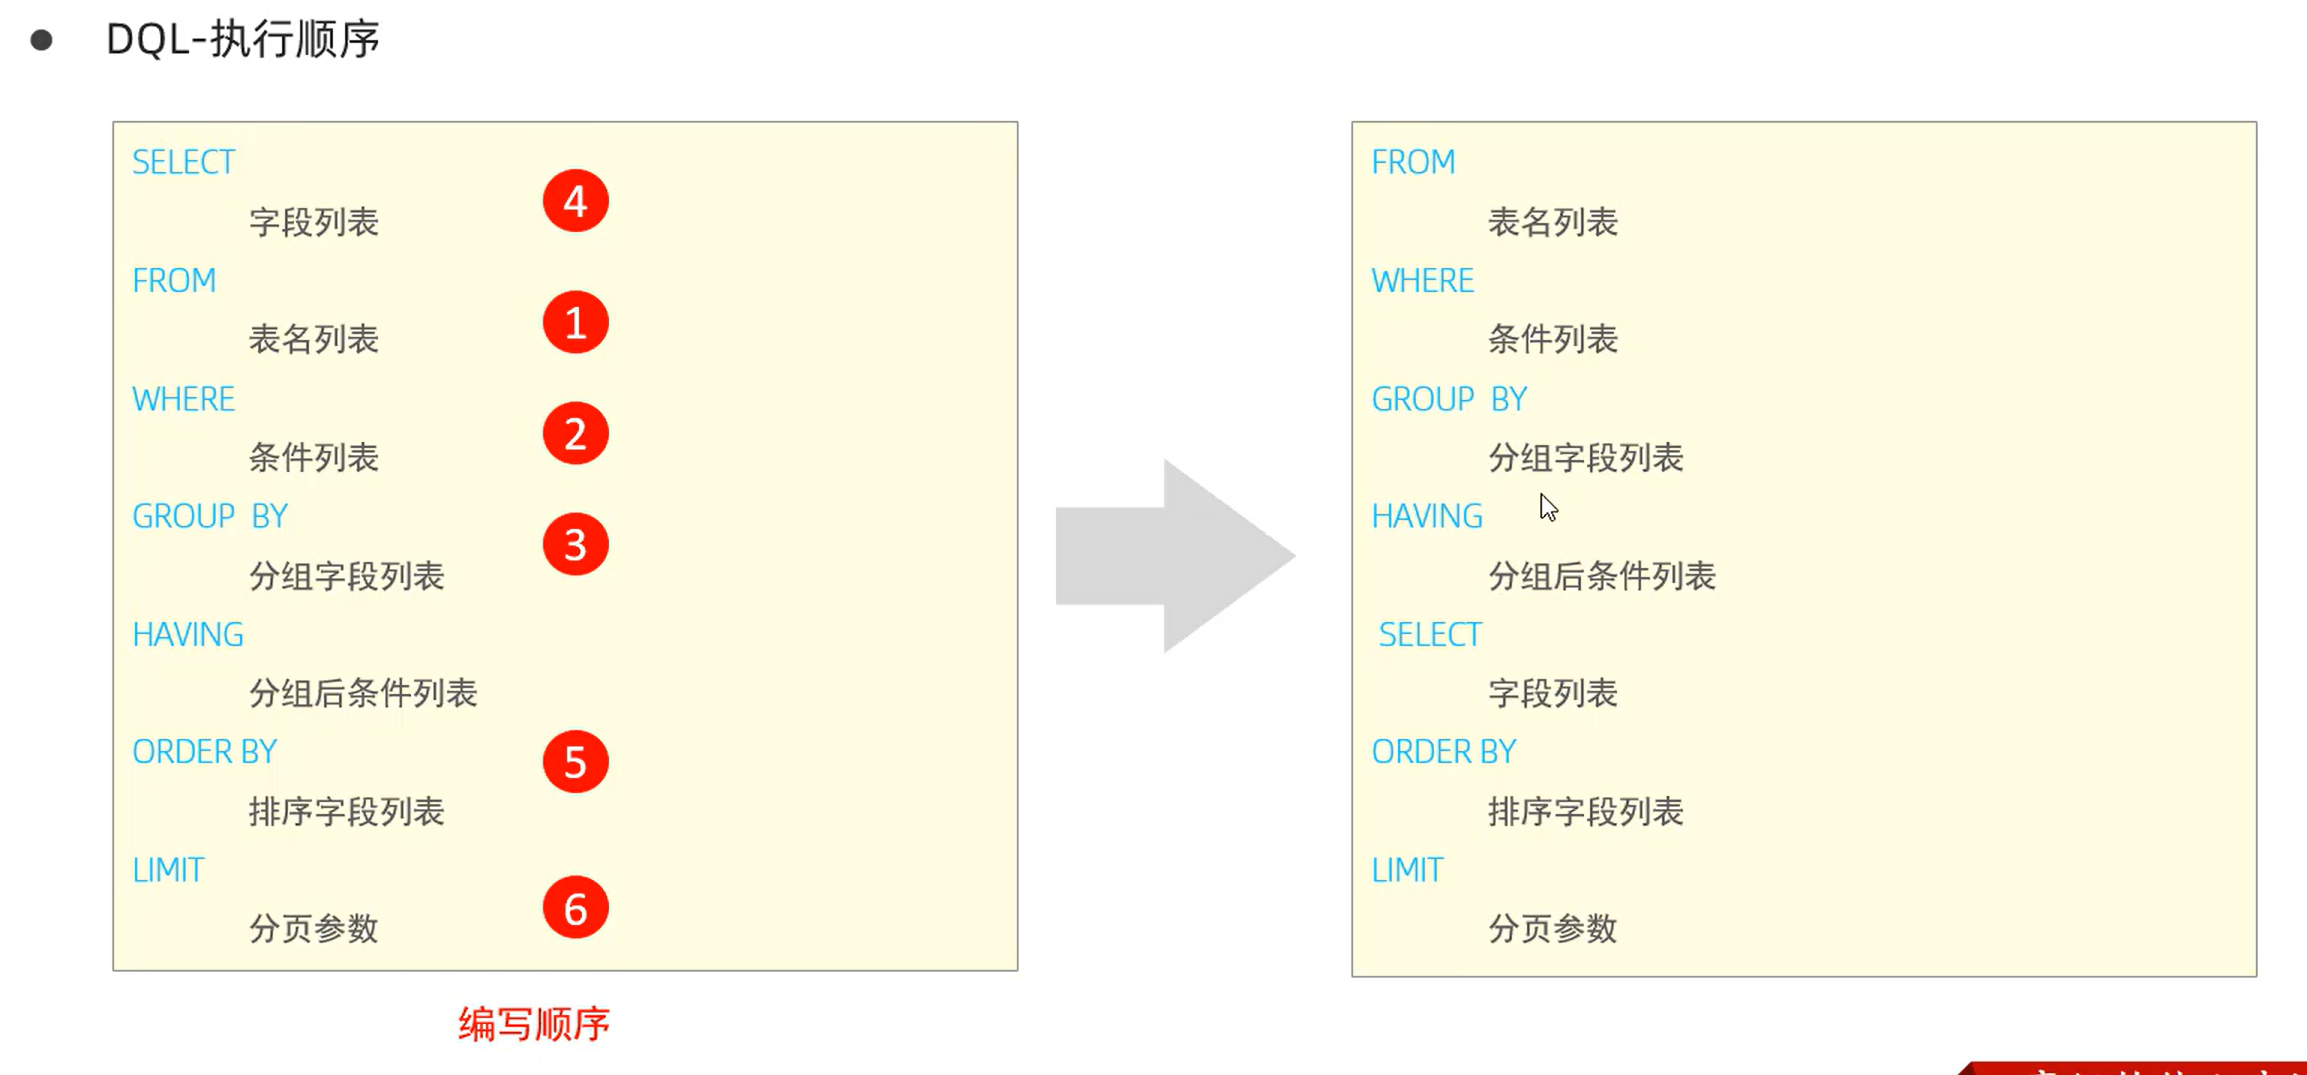 DQL-执行顺序
SELECT
字段列表
4
FROM
表名列表
1
WHERE
条件列表
2
GROUP BY
分组字段列表
3
HAVING
分组后条件列表
ORDER BY
排序字段列表
5
LIMIT
分页参数
6
编写顺序
FROM
表名列表
WHERE
条件列表
GROUP BY
分组字段列表
HAVING
分组后条件列表
SELECT
字段列表
ORDER BY
排序字段列表
LIMIT
分页参数